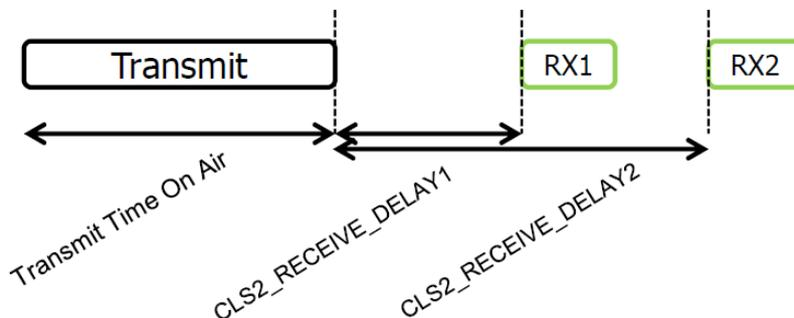 Transmit
RX1
RX2
Transmit Time On Air
CLS2_RECEIVE_DELAY1
CLS2_RECEIVE_DELAY2